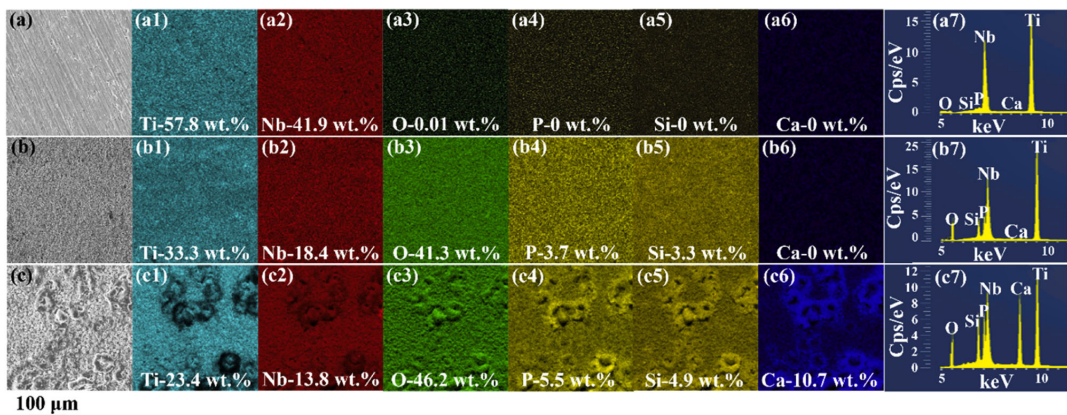 (a) (a1) (a2) (a3) (a4) (a5) (a6) (a7)
Ti-57.8 wt.% Nb-41.9 wt.% O-0.01 wt.% P-0 wt.% Si-0 wt.% Ca-0 wt.%
Cps/eV 15 10 5 0 O Si P Nb Ca Ti
5 keV 10
(b) (b1) (b2) (b3) (b4) (b5) (b6) (b7)
Ti-33.3 wt.% Nb-18.4 wt.% O-41.3 wt.% P-3.7 wt.% Si-3.3 wt.% Ca-0 wt.%
Cps/eV 25 20 15 10 5 0 O Si P Nb Ca Ti
5 keV 10
(c) (c1) (c2) (c3) (c4) (c5) (c6) (c7)
Ti-23.4 wt.% Nb-13.8 wt.% O-46.2 wt.% P-5.5 wt.% Si-4.9 wt.% Ca-10.7 wt.%
Cps/eV 12 10 8 6 4 2 0 O Si P Nb Ca Ti
5 keV 10
100 μm